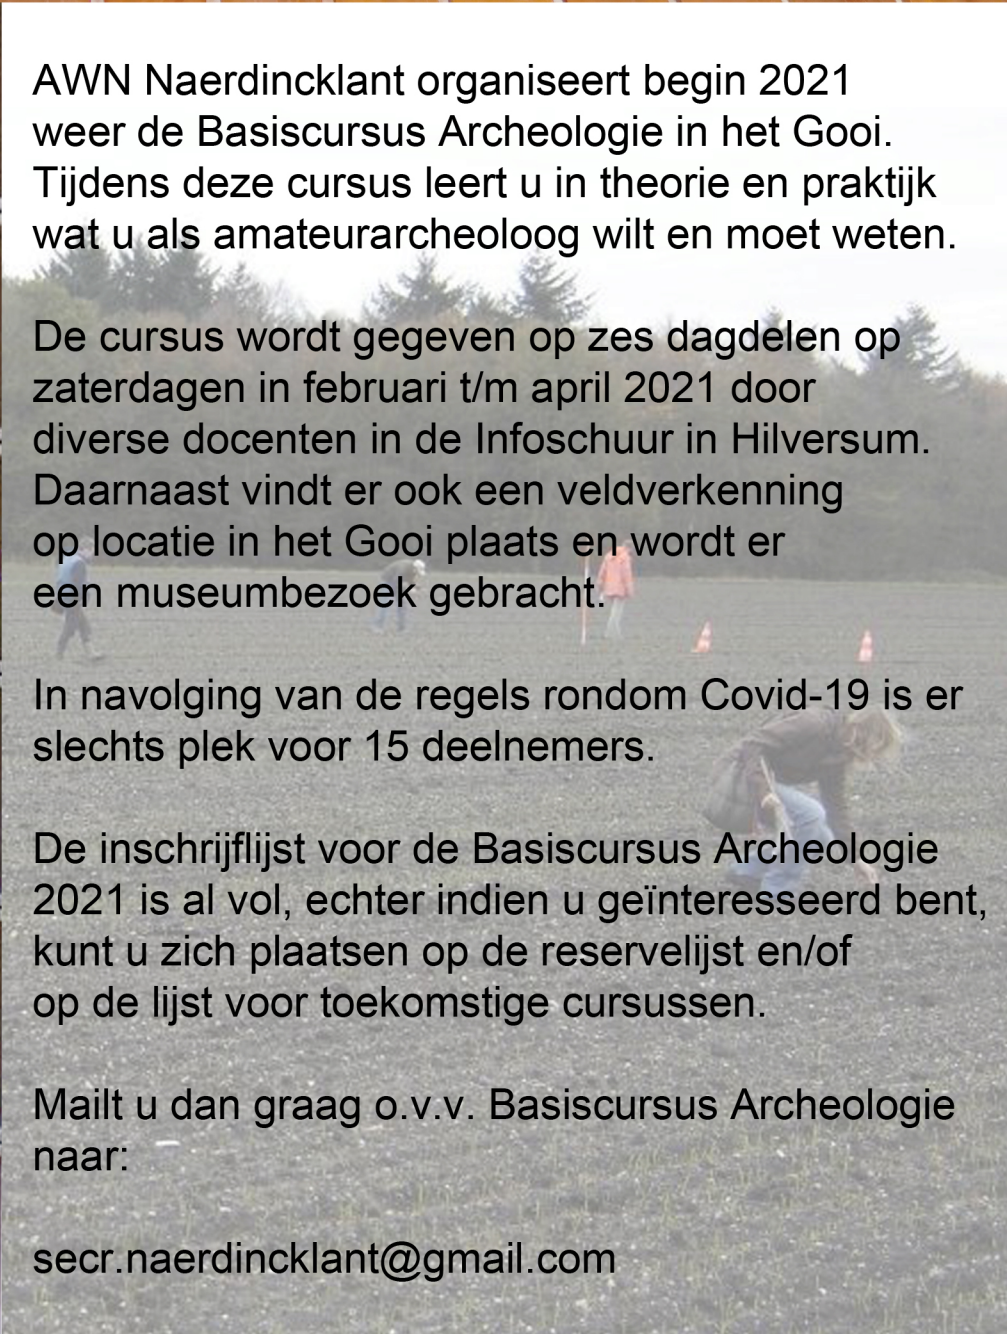 AWN Naerdincklant organiseert begin 2021
weer de Basiscursus Archeologie in het Gooi.
Tijdens deze cursus leert u in theorie en praktijk
wat u als amateurarcheoloog wilt en moet weten.
De cursus wordt gegeven op zes dagdelen op
zaterdagen in februari t/m april 2021 door
diverse docenten in de Infoschuur in Hilversum.
Daarnaast vindt er ook een veldverkenning
op locatie in het Gooi plaats en wordt er
een museumbezoek gebracht.
In navolging van de regels rondom Covid-19 is er
slechts plek voor 15 deelnemers.
De inschrijflijst voor de Basiscursus Archeologie
2021 is al vol, echter indien u geïnteresseerd bent,
kunt u zich plaatsen op de reservelijst en/of
op de lijst voor toekomstige cursussen.
Mailt u dan graag o.v.v. Basiscursus Archeologie
naar:
secr.naerdincklant@gmail.com